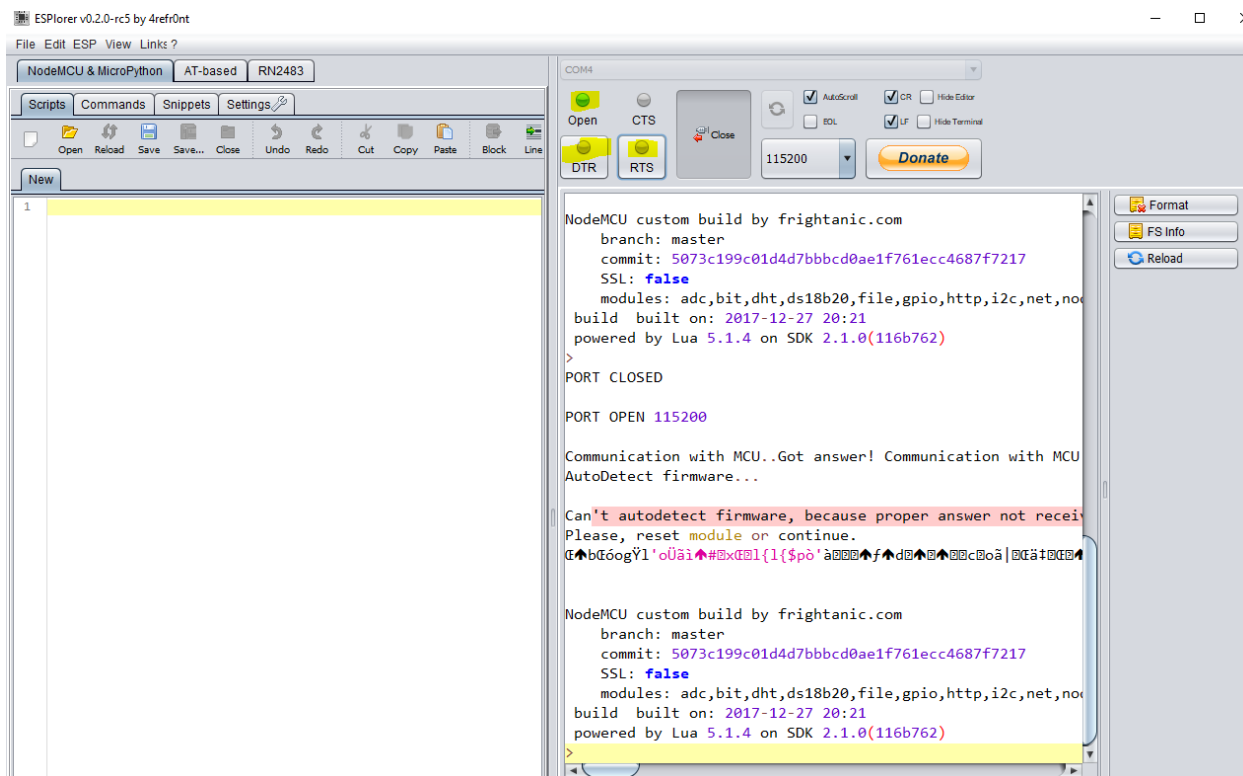 ESPlorer v0.2.0-rc5 by 4refr0nt
File Edit ESP View Links ?
NodeMCU & MicroPython AT-based RN2483
Scripts Commands Snippets Settings
Open Reload Save Save... Close Undo Redo Cut Copy Paste Block Line
New
1
COM4
Open CTS Close AutoScroll CR Hide Editor
EOL LF Hide Terminal
DTR RTS 115200 Donate
NodeMCU custom build by frightanic.com
branch: master
commit: 5073c199c01d4d7bbbcd0ae1f761ecc4687f7217
SSL: false
modules: adc,bit,dht,ds18b20,file,gpio,http,i2c,net,no
build built on: 2017-12-27 20:21
powered by Lua 5.1.4 on SDK 2.1.0(116b762)
>
PORT CLOSED
PORT OPEN 115200
Communication with MCU..Got answer! Communication with MCU
AutoDetect firmware...
Can't autodetect firmware, because proper answer not recei
Please, reset module or continue.
NodeMCU custom build by frightanic.com
branch: master
commit: 5073c199c01d4d7bbbcd0ae1f761ecc4687f7217
SSL: false
modules: adc,bit,dht,ds18b20,file,gpio,http,i2c,net,no
build built on: 2017-12-27 20:21
powered by Lua 5.1.4 on SDK 2.1.0(116b762)
>
Format
FS Info
Reload